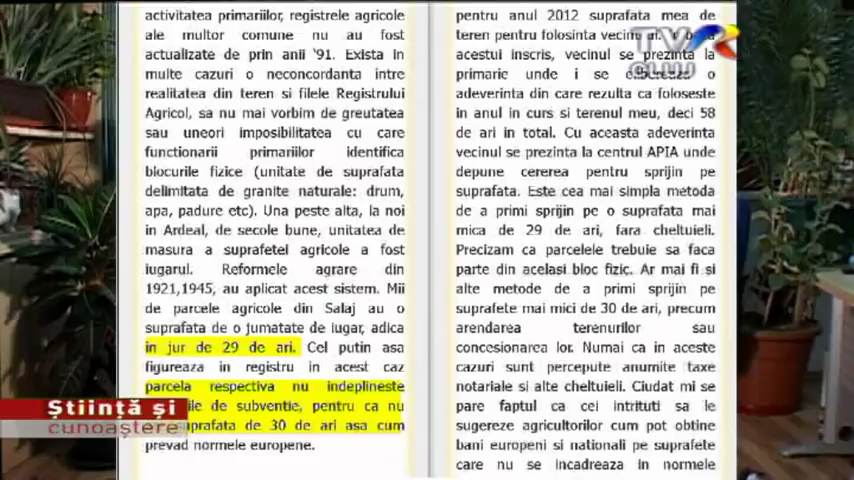 activitatea primariilor, registrele agricole
ale multor comune nu au fost
actualizate de prin anii '91. Exista in
multe cazuri o neconcordanta intre
realitatea din teren si filele Registrului
Agricol, sa nu mai vorbim de greutatea
sau uneori imposibilitatea cu care
functionarii primariilor identifica
blocurile fizice (unitate de suprafata
delimitata de granite naturale: drum,
apa, padure etc). Una peste alta, la noi
in Ardeal, de secole bune, unitatea de
masura a suprafetei agricole a fost
iugarul. Reformele agrare din
1921,1945, au aplicat acest sistem. Mii
de parcele agricole din Salaj au o
suprafata de o jumatate de iugar, adica
in jur de 29 de ari. Cel putin asa
figureaza in registru in acest caz
parcela respectiva nu indeplineste
de subventie, pentru ca nu
suprafata de 30 de ari asa cum
prevad normele europene.
pentru anul 2012 suprafata mea de
teren pentru folosinta
acestui inscris, vecinul se prezinta la
primarie unde i se elibereaza o
adeverinta din care rezulta ca foloseste
in anul in curs si terenul meu, deci 58
de ari in total. Cu aceasta adeverinta
vecinul se prezinta la centrul APIA unde
depune cererea pentru sprijin pe
suprafata. Este cea mai simpla metoda
de a primi sprijin pe o suprafata mai
mica de 29 de ari, fara cheltuieli.
Precizam ca parcelele trebuie sa faca
parte din acelasi bloc fizic. Ar mai fi si
alte metode de a primi sprijin pe
suprafete mai mici de 30 de ari, precum
arendarea terenurilor sau
concesionarea lor. Numai ca in aceste
cazuri sunt percepute anumite taxe
notariale si alte cheltuieli. Ciudat mi se
pare faptul ca cei intrituti sa le
sugereze agricultorilor cum pot obtine
bani europeni si nationali pe suprafete
care nu se incadreaza in normele
TVR
CLUJ
Știință și
cunoaștere